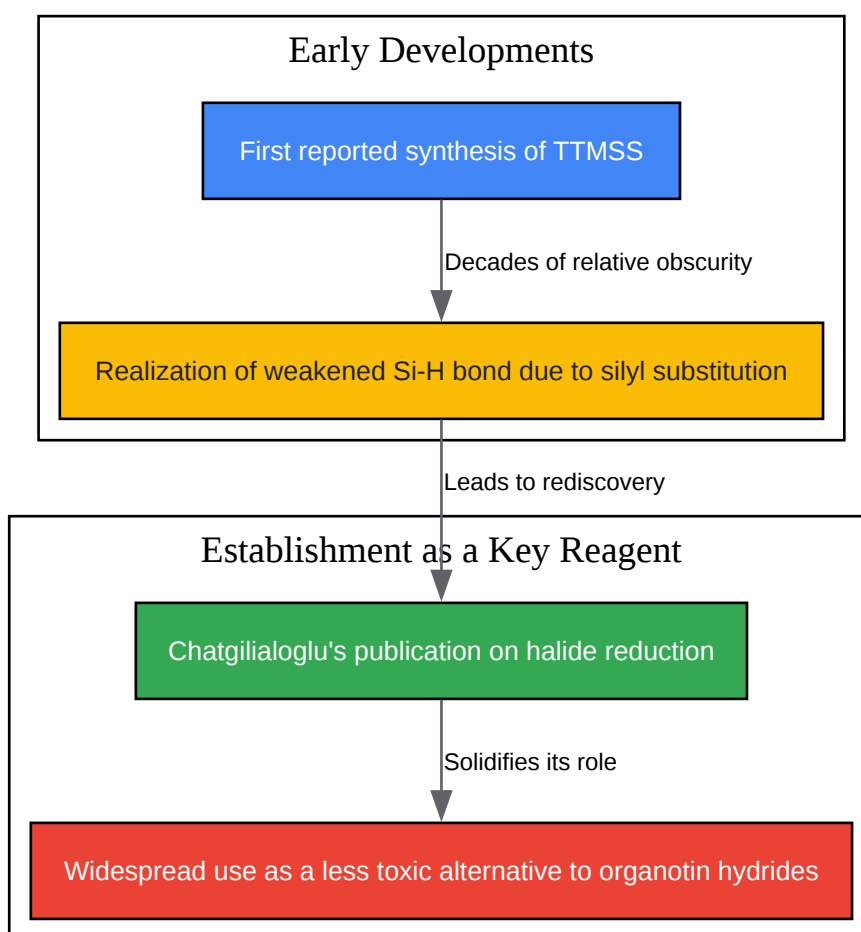 Early Developments
First reported synthesis of TTMSS
Decades of relative obscurity
Realization of weakened Si-H bond due to silyl substitution
Leads to rediscovery
Establishment as a Key Reagent
Chatgilialoglu's publication on halide reduction
Solidifies its role
Widespread use as a less toxic alternative to organotin hydrides